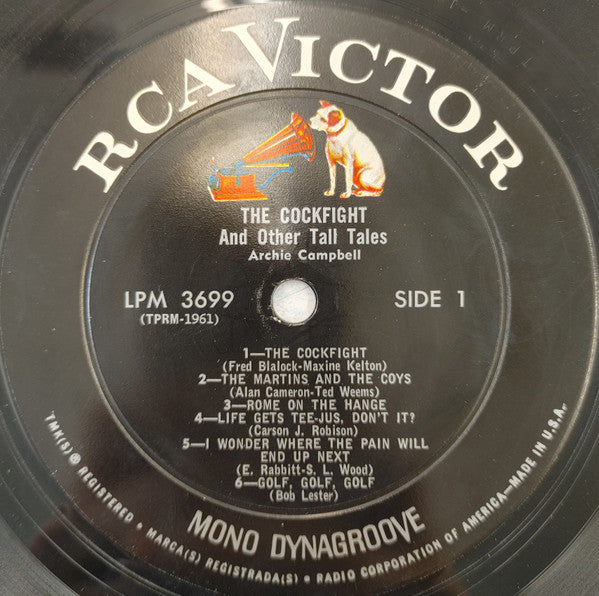 RCA VICTOR
THE COCKFIGHT
And Other Tall Tales
Archie Campbell
LPM 3699
(TPRM-1961)
SIDE 1
1—THE COCKFIGHT
(Fred Blalock-Maxine Kelton)
2—THE MARTINS AND THE COYS
(Alan Cameron-Ted Weems)
3—ROME ON THE HANGE
4—LIFE GETS TEE-JUS, DON'T IT?
(Carson J. Robison)
5—I WONDER WHERE THE PAIN WILL
END UP NEXT
(E. Rabbitt-S. L. Wood)
6—GOLF, GOLF, GOLF
(Bob Lester)
MONO DYNAGROOVE
TMK(S) ® REGISTERED • MARCA(S) REGISTRADA(S) • RADIO CORPORATION OF AMERICA—MADE IN U.S.A.